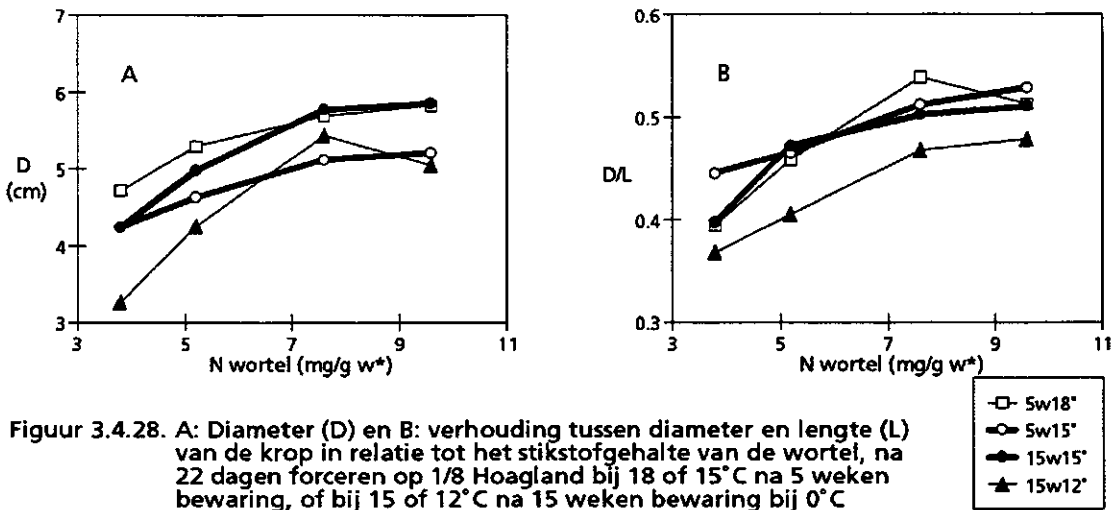 7
6
5
4
3
D
(cm)
A
3
5
7
9
11
N wortel (mg/g w*)
0.6
0.5
0.4
0.3
D/L
B
3
5
7
9
11
N wortel (mg/g w*)
5w18°
5w15°
15w15°
15w12°
Figuur 3.4.28. A: Diameter (D) en B: verhouding tussen diameter en lengte (L)
van de krop in relatie tot het stikstofgehalte van de wortel, na
22 dagen forceren op 1/8 Hoagland bij 18 of 15°C na 5 weken
bewaring, of bij 15 of 12°C na 15 weken bewaring bij 0°C